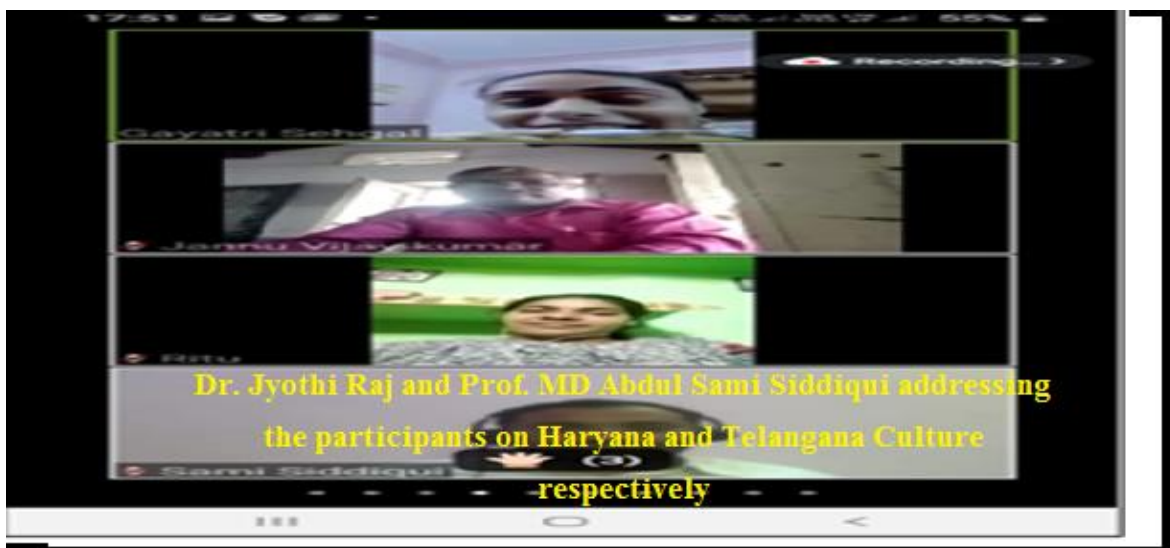 17:51
55%
Recording...
Gayatri Sehgal
Jannu Vijaykumar
Ritu
Dr. Jyothi Raj and Prof. MD Abdul Sami Siddiqui addressing
the participants on Haryana and Telangana Culture
Sami Siddiqui
(3)
respectively